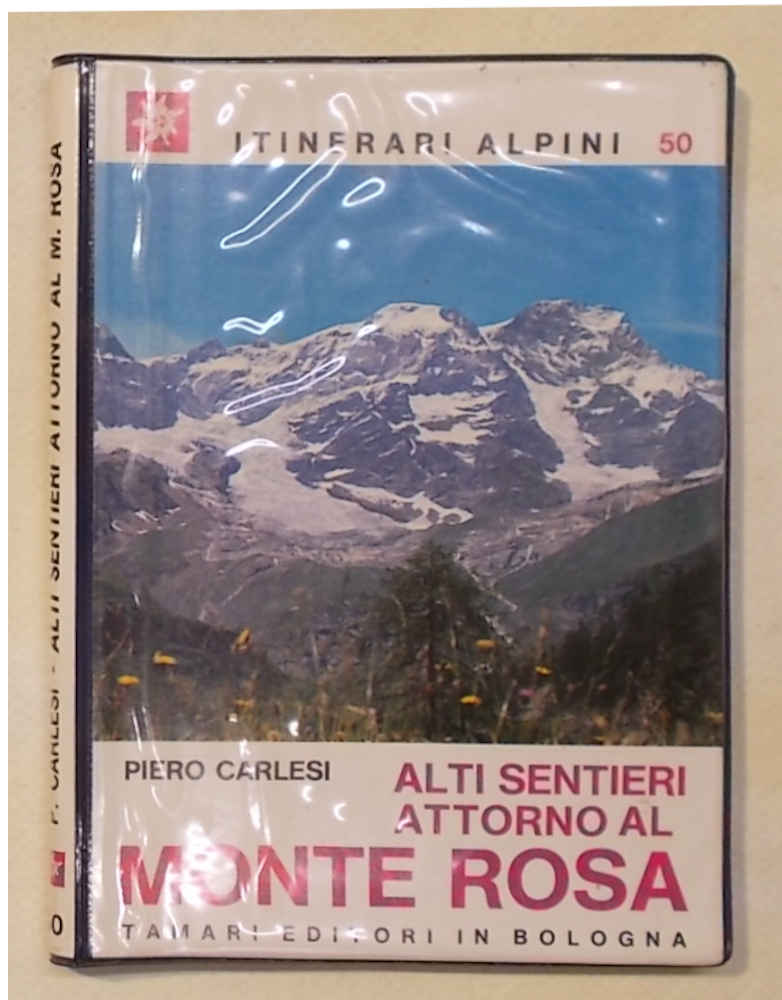 ITINERARI ALPINI 50
PIERO CARLESI
ALTI SENTIERI
ATTORNO AL
MONTE ROSA
TAMARI EDITORI IN BOLOGNA
P. CARLESI - ALTI SENTIERI ATTORNO AL M. ROSA
0